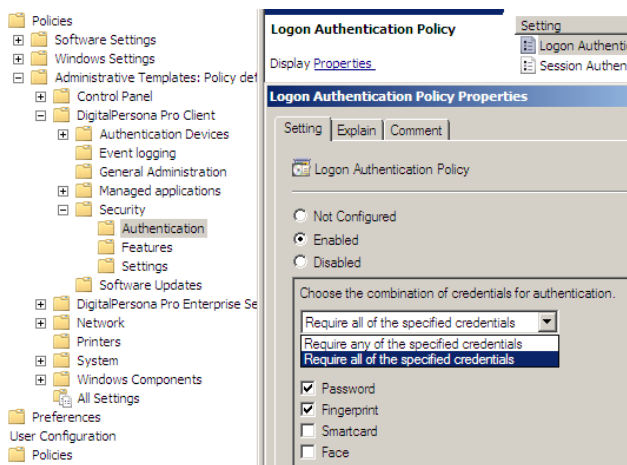 Policies
Software Settings
Windows Settings
Administrative Templates: Policy def
Control Panel
DigitalPersona Pro Client
Authentication Devices
Event logging
General Administration
Managed applications
Security
Authentication
Features
Settings
Software Updates
DigitalPersona Pro Enterprise Se
Network
Printers
System
Windows Components
All Settings
Preferences
User Configuration
Policies
Logon Authentication Policy
Display Properties
Setting
Logon Authenti
Session Authen
Logon Authentication Policy Properties
Setting Explain Comment
Logon Authentication Policy
Not Configured
Enabled
Disabled
Choose the combination of credentials for authentication.
Require all of the specified credentials
Require any of the specified credentials
Require all of the specified credentials
Password
Fingerprint
Smartcard
Face